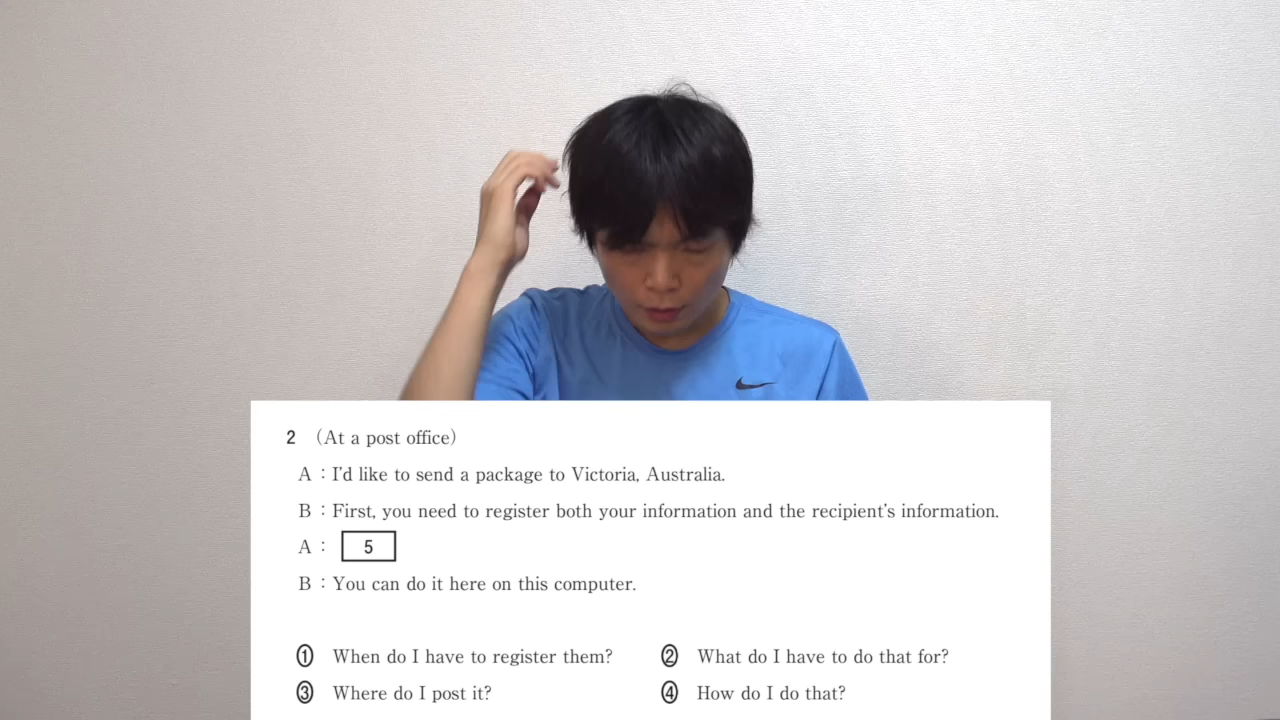 2 (At a post office)
A : I'd like to send a package to Victoria, Australia.
B : First, you need to register both your information and the recipient's information.
A : 5
B : You can do it here on this computer.
① When do I have to register them? ② What do I have to do that for?
③ Where do I post it? ④ How do I do that?